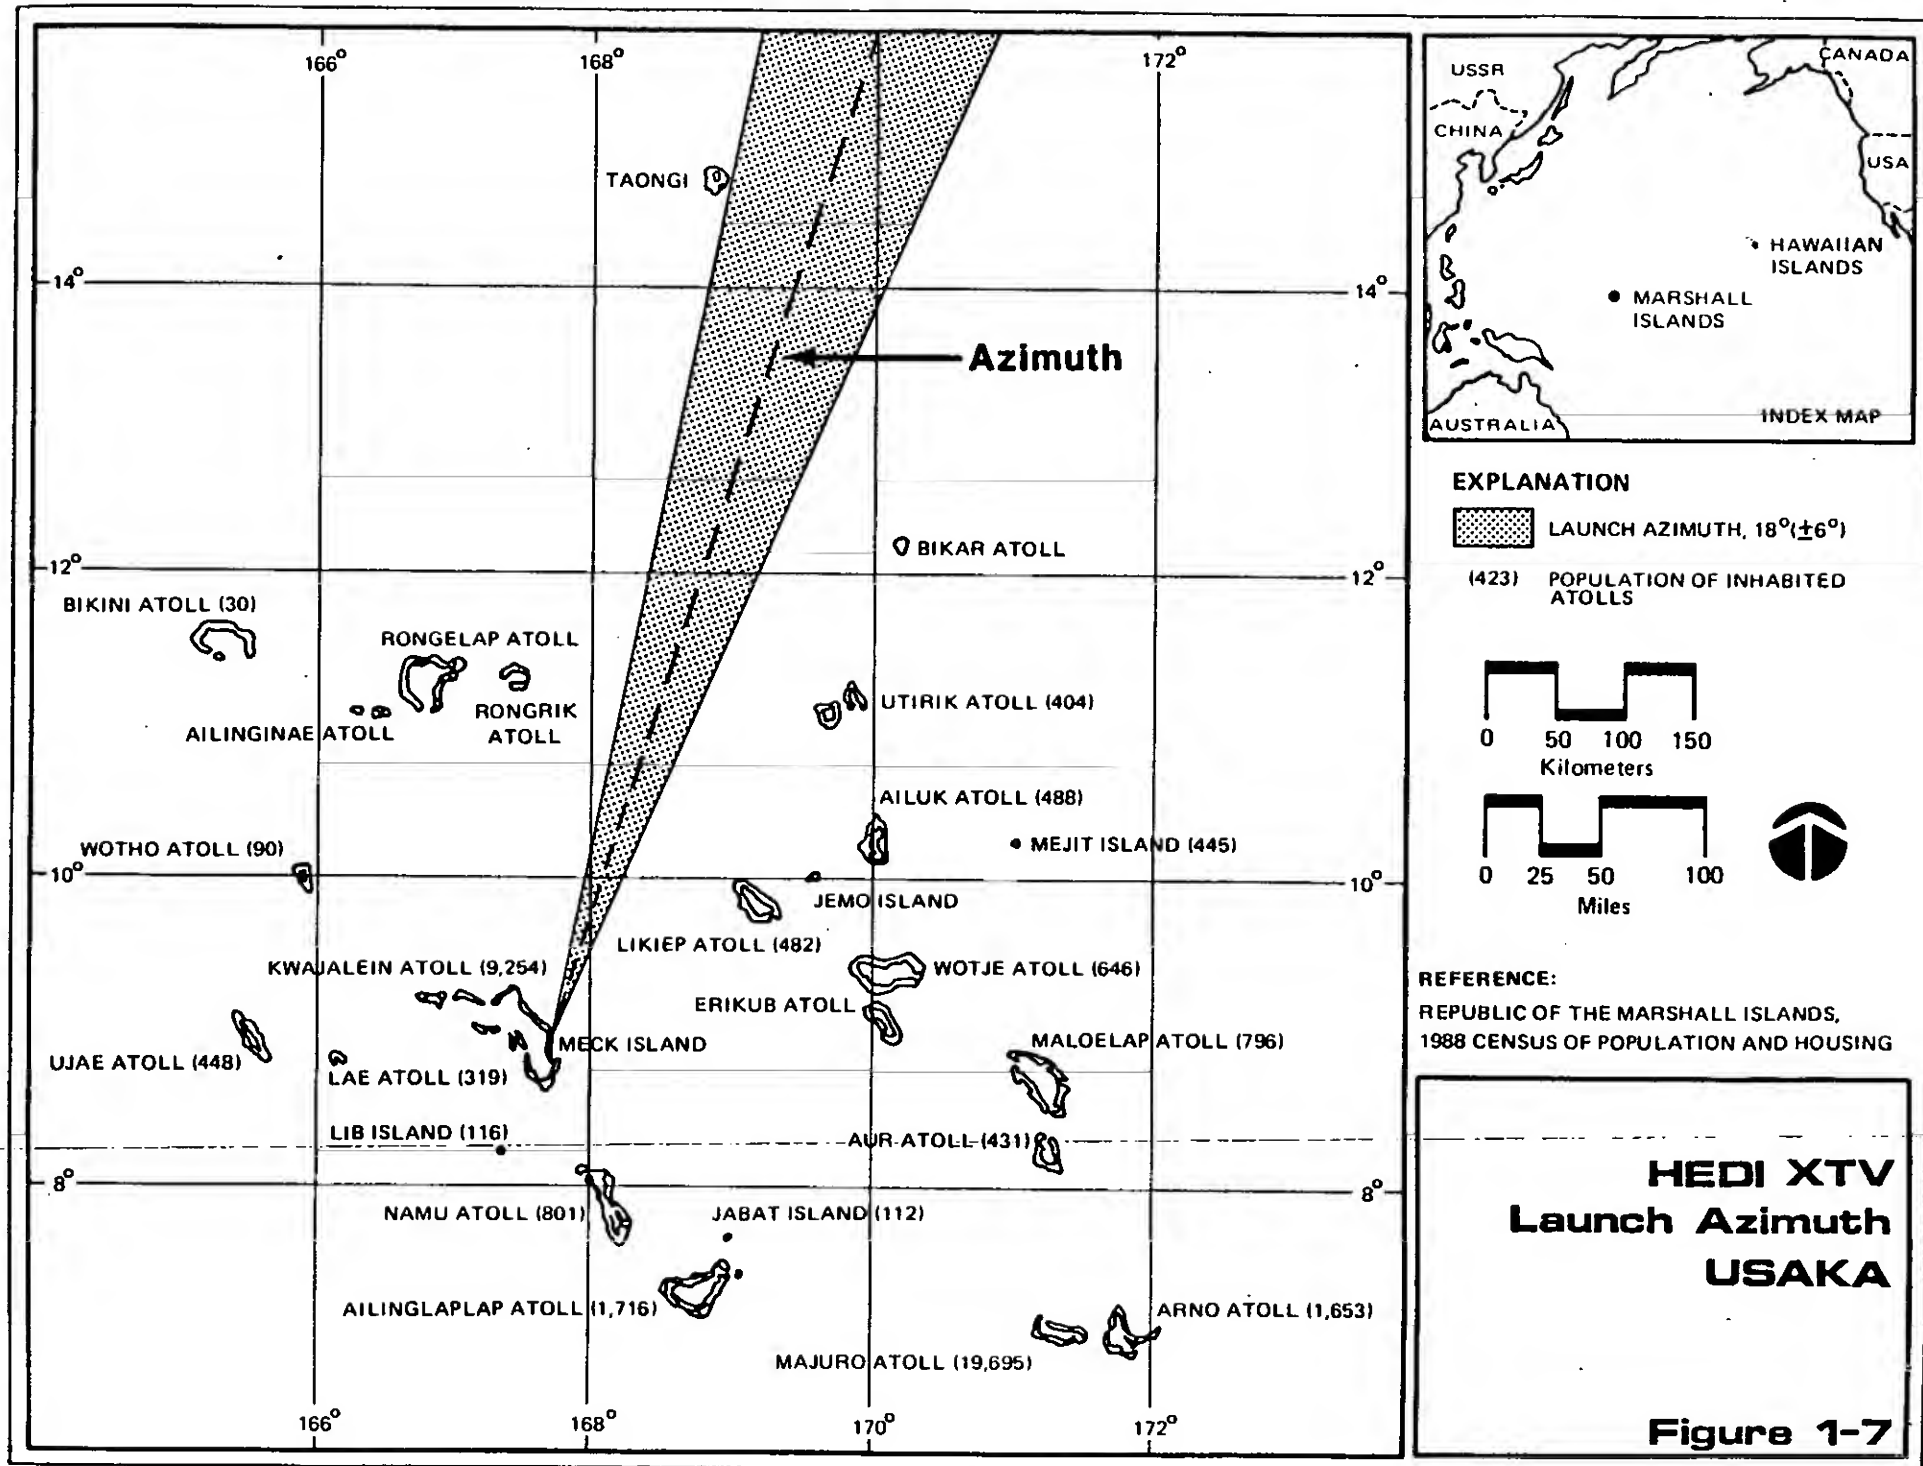 166°
168°
172°
TAONGI
14°
14°
Azimuth
BIKAR ATOLL
12°
12°
BIKINI ATOLL (30)
RONGELAP ATOLL
RONGRIK
ATOLL
AILINGINAE ATOLL
UTIRIK ATOLL (404)
AILUK ATOLL (488)
MEJIT ISLAND (445)
WOTHO ATOLL (90)
10°
10°
JEMO ISLAND
LIKIEP ATOLL (482)
KWAJALEIN ATOLL (9,254)
WOTJE ATOLL (646)
ERIKUB ATOLL
MECK ISLAND
MALOELAP ATOLL (796)
UJAE ATOLL (448)
LAE ATOLL (319)
LIB ISLAND (116)
AUR ATOLL (431)
8°
8°
NAMU ATOLL (801)
JABAT ISLAND (112)
AILINGLAPLAP ATOLL (1,716)
ARNO ATOLL (1,653)
MAJURO ATOLL (19,695)
166°
168°
170°
172°
USSR
CANADA
CHINA
USA
HAWAIIAN
ISLANDS
MARSHALL
ISLANDS
AUSTRALIA
INDEX MAP
EXPLANATION
LAUNCH AZIMUTH, 18°(±6°)
(423) POPULATION OF INHABITED
ATOLLS
0 50 100 150
Kilometers
0 25 50 100
Miles
REFERENCE:
REPUBLIC OF THE MARSHALL ISLANDS,
1988 CENSUS OF POPULATION AND HOUSING
HEDI XTV
Launch Azimuth
USAKA
Figure 1-7